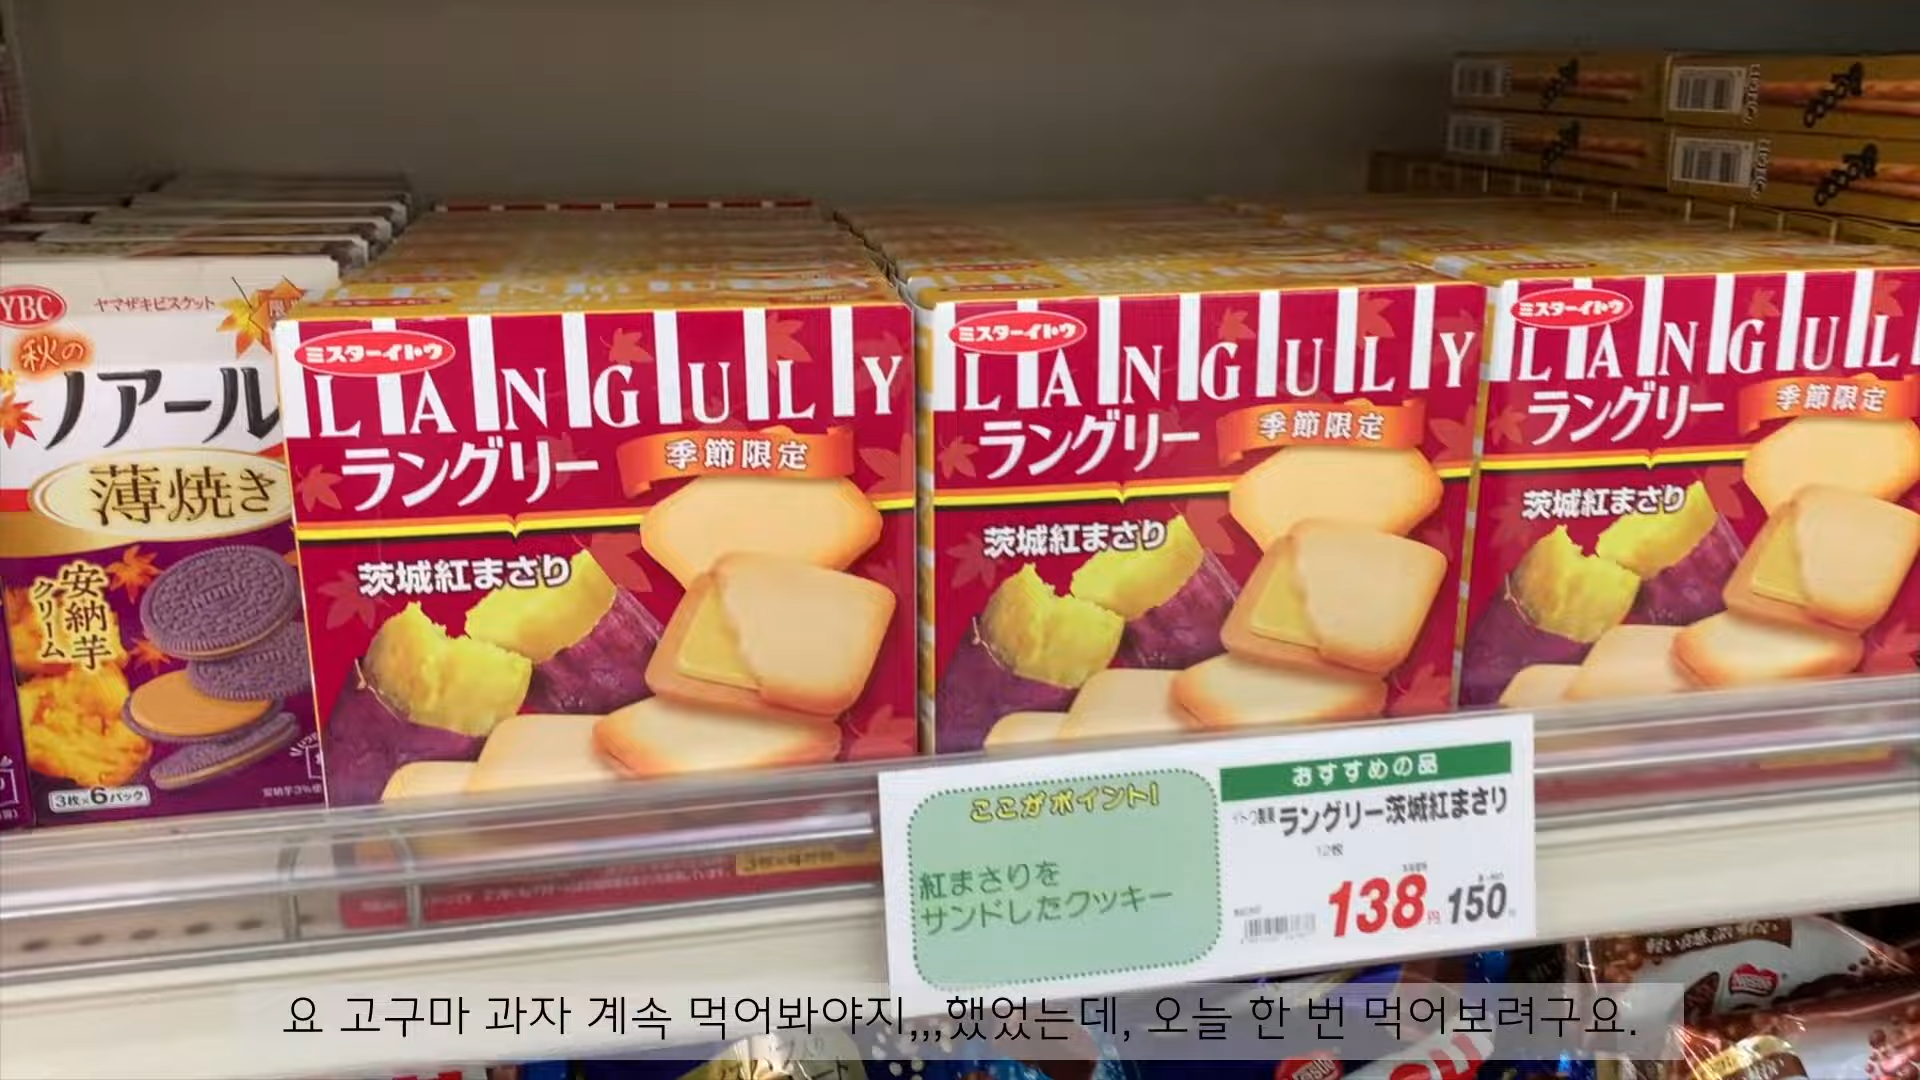 YBC
ヤマザキビスケット
秋の
ノアール
薄焼き
安納芋
クリーム
3枚×6パック
ミスターイトウ
LANGULY
ラングリー
季節限定
茨城紅まさり
ミスターイトウ
LANGULY
ラングリー
季節限定
茨城紅まさり
ミスターイトウ
LANGUL
ラングリー
季節限定
茨城紅まさり
ここがポイント!
紅まさりを
サンドしたクッキー
おすすめの品
イトウ製菓 ラングリー茨城紅まさり
12枚
138円 150
Nestle
요 고구마 과자 계속 먹어봐야지,,,했었는데, 오늘 한 번 먹어보려구요.